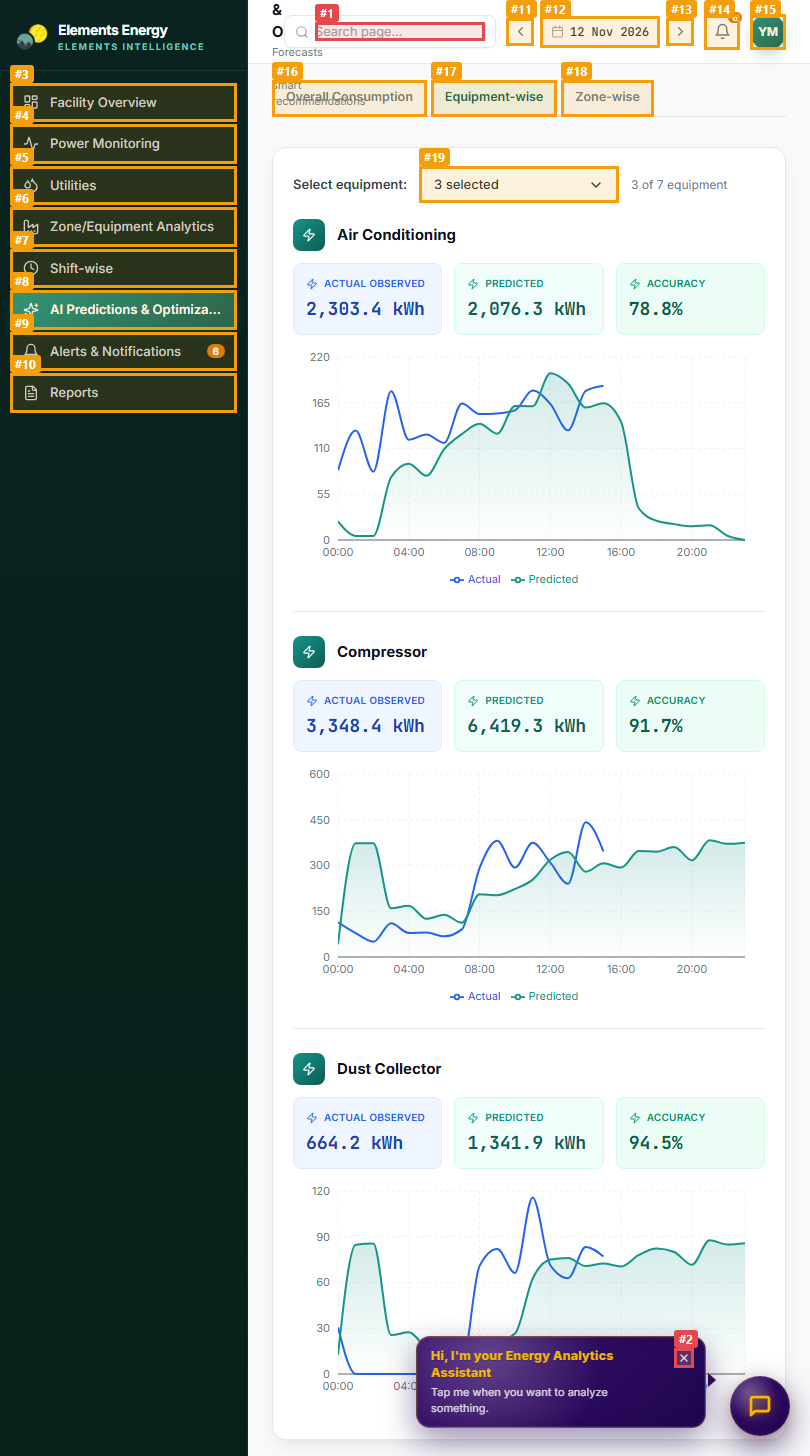 Elements Energy
ELEMENTS INTELLIGENCE
#3
Facility Overview
#4
Power Monitoring
#5
Utilities
#6
Zone/Equipment Analytics
#7
Shift-wise
#8
AI Predictions & Optimiza...
#9
Alerts & Notifications 6
#10
Reports
&
O
Forecasts
smart
recommendations
#1
Search page...
#11
#12
12 Nov 2026
#13
#14
#15
YM
#16
Overall Consumption
#17
Equipment-wise
#18
Zone-wise
#19
Select equipment: 3 selected 3 of 7 equipment
Air Conditioning
ACTUAL OBSERVED
2,303.4 kWh
PREDICTED
2,076.3 kWh
ACCURACY
78.8%
220
165
110
55
0
00:00 04:00 08:00 12:00 16:00 20:00
Actual Predicted
Compressor
ACTUAL OBSERVED
3,348.4 kWh
PREDICTED
6,419.3 kWh
ACCURACY
91.7%
600
450
300
150
0
00:00 04:00 08:00 12:00 16:00 20:00
Actual Predicted
Dust Collector
ACTUAL OBSERVED
664.2 kWh
PREDICTED
1,341.9 kWh
ACCURACY
94.5%
120
90
60
30
0
00:00 04:0
#2
Hi, I'm your Energy Analytics
Assistant
Tap me when you want to analyze
something.